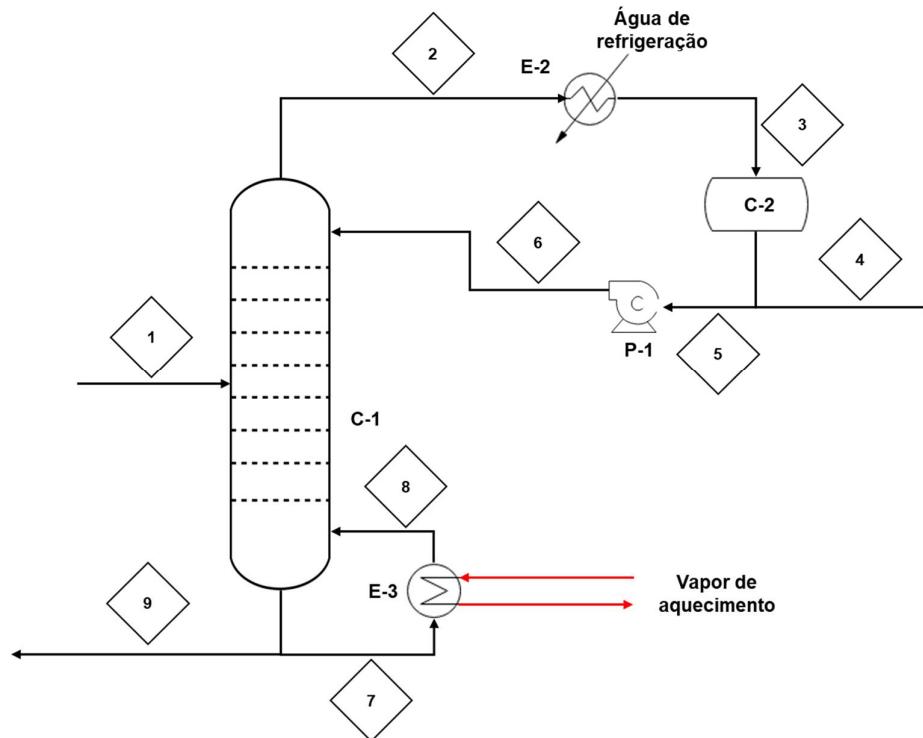 Água de
refrigeração
2
E-2
3
C-2
6
4
1
P-1
5
C-1
8
E-3
Vapor de
aquecimento
9
7